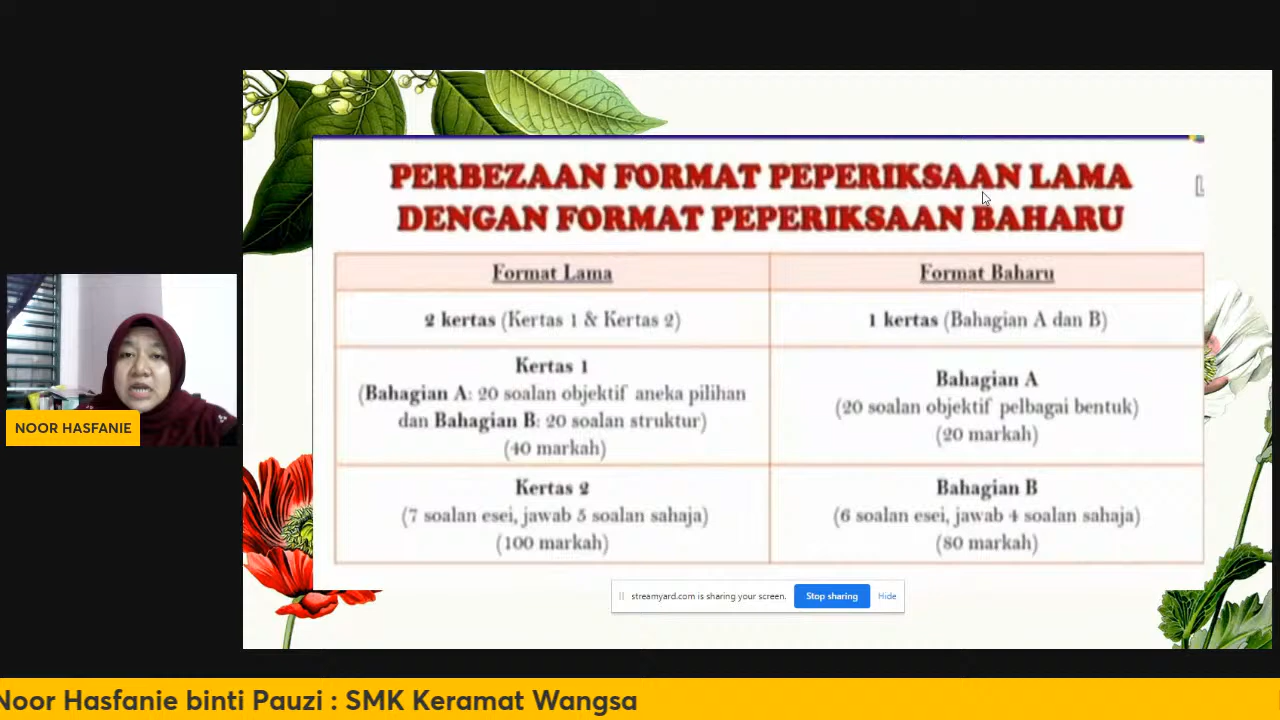 PERBEZAAN FORMAT PEPERIKSAAN LAMA
DENGAN FORMAT PEPERIKSAAN BAHARU
Format Lama
Format Baharu
2 kertas (Kertas 1 & Kertas 2)
1 kertas (Bahagian A dan B)
Kertas 1
(Bahagian A: 20 soalan objektif aneka pilihan
dan Bahagian B: 20 soalan struktur)
(40 markah)
Bahagian A
(20 soalan objektif pelbagai bentuk)
(20 markah)
Kertas 2
(7 soalan esei, jawab 5 soalan sahaja)
(100 markah)
Bahagian B
(6 soalan esei, jawab 4 soalan sahaja)
(80 markah)
NOOR HASFANIE
streamyard.com is sharing your screen.
Stop sharing
Hide
Noor Hasfanie binti Pauzi : SMK Keramat Wangsa